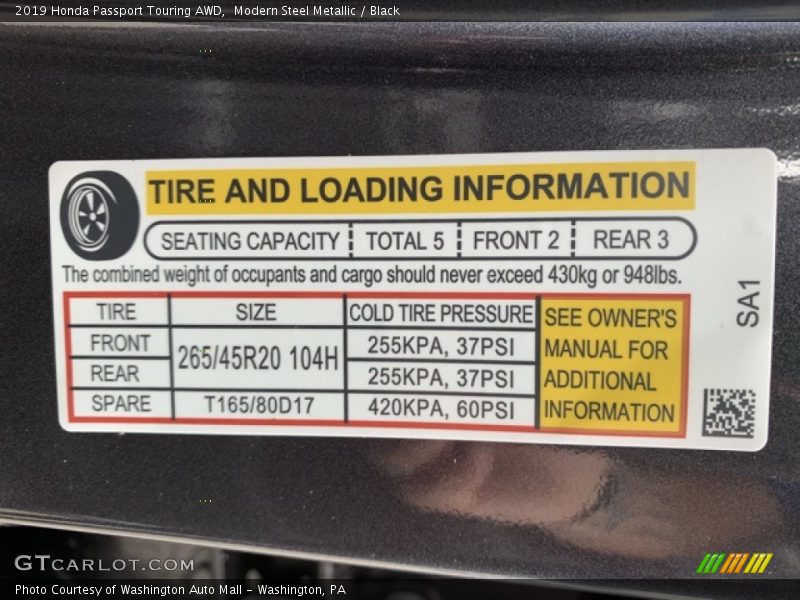 2019 Honda Passport Touring AWD,  Modern Steel Metallic / Black
TIRE AND LOADING INFORMATION
SEATING CAPACITY TOTAL 5 FRONT 2 REAR 3
The combined weight of occupants and cargo should never exceed 430kg or 948lbs.
TIRE SIZE COLD TIRE PRESSURE
FRONT 265/45R20 104H 255KPA, 37PSI
REAR 255KPA, 37PSI
SPARE T165/80D17 420KPA, 60PSI
SEE OWNER'S
MANUAL FOR
ADDITIONAL
INFORMATION
SA1
GTCARLOT.COM
Photo Courtesy of Washington Auto Mall - Washington, PA